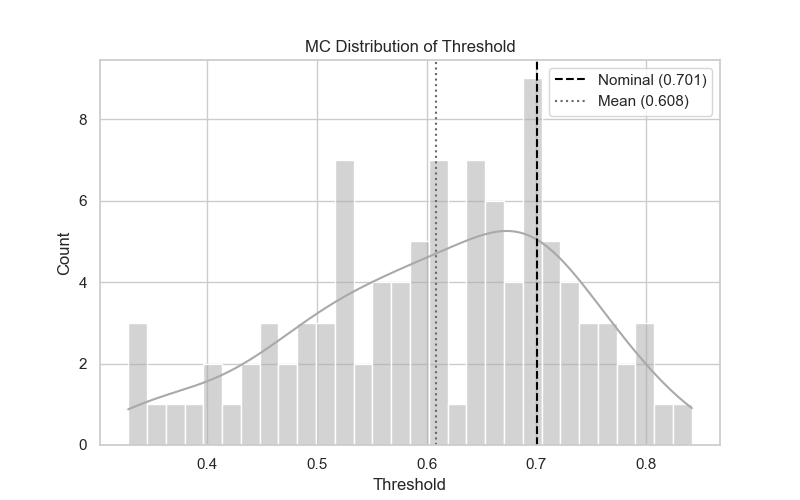 MC Distribution of Threshold
Nominal (0.701)
Mean (0.608)
Count
8
6
4
2
0
0.4 0.5 0.6 0.7 0.8
Threshold